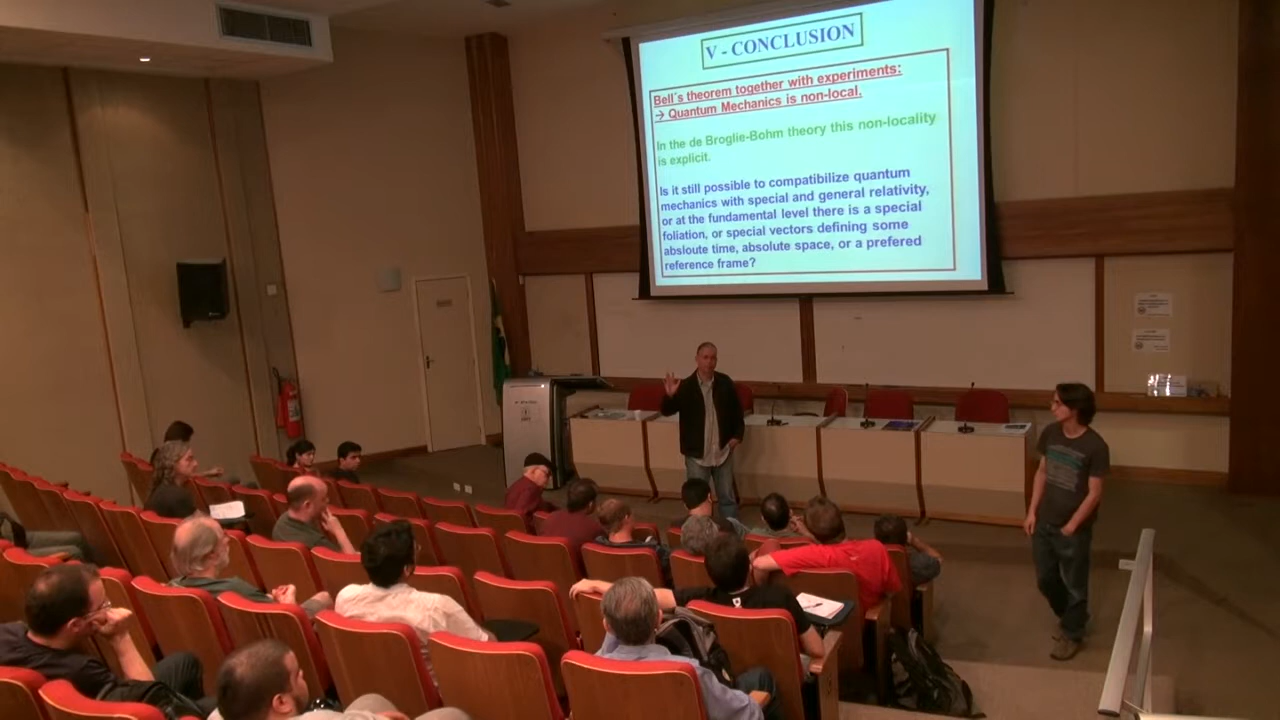 V - CONCLUSION
Bell´s theorem together with experiments:
→ Quantum Mechanics is non-local.
In the de Broglie-Bohm theory this non-locality
is explicit.
Is it still possible to compatibilize quantum
mechanics with special and general relativity,
or at the fundamental level there is a special
foliation, or special vectors defining some
absloute time, absolute space, or a prefered
reference frame?